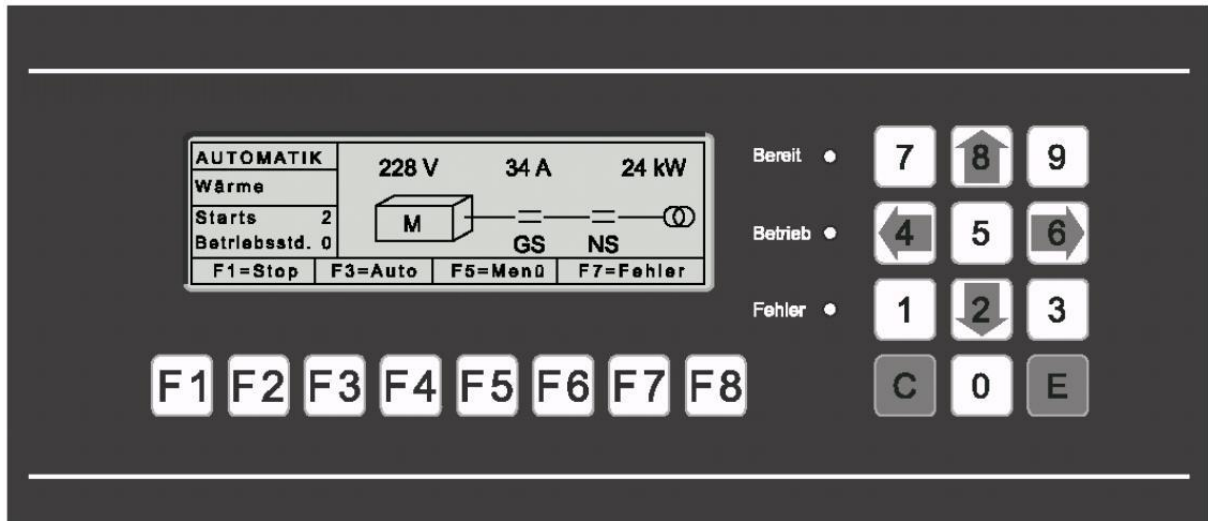 AUTOMATIK
Wärme
Starts 2
Betriebsstd. 0
228 V 34 A 24 kW
M
GS NS
F1=Stop F3=Auto F5=Menü F7=Fehler
Bereit
Betrieb
Fehler
7 8 9
4 5 6
1 2 3
C 0 E
F1 F2 F3 F4 F5 F6 F7 F8